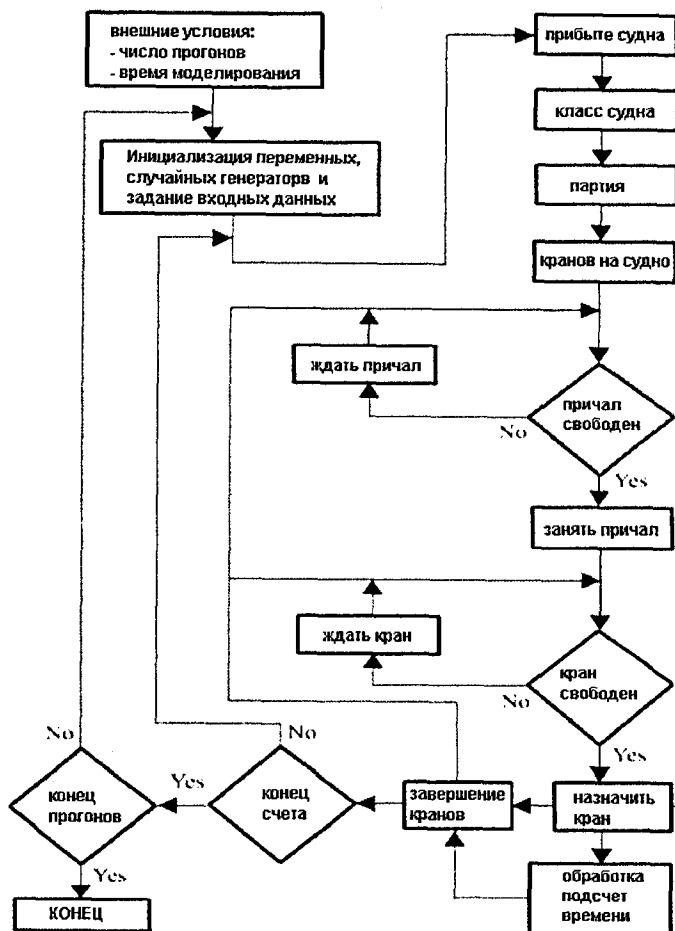 внешние условия:
- число прогонов
- время моделирования
Инициализация переменных,
случайных генераторв и
задание входных данных
прибыте судна
класс судна
партия
кранов на судно
ждать причал
причал
свободен
No
Yes
занять причал
ждать кран
кран
свободен
No
Yes
назначить
кран
завершение
кранов
обработка
подсчет
времени
конец
счета
No
Yes
конец
прогонов
No
Yes
КОНЕЦ